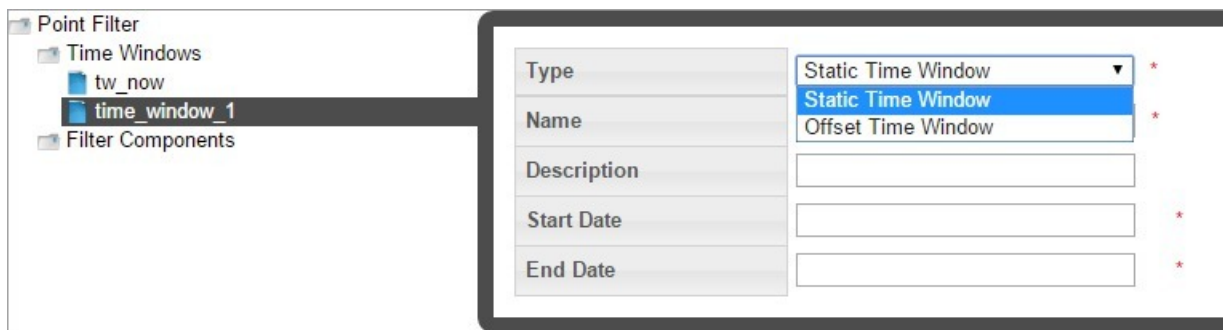 Point Filter
Time Windows
tw_now
time_window_1
Filter Components
Type
Static Time Window
*
Static Time Window
Offset Time Window
Name
*
Description
Start Date
*
End Date
*